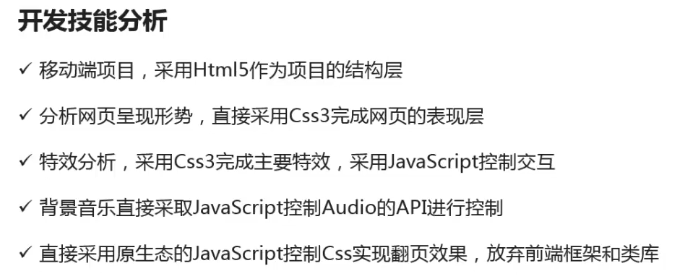 开发技能分析
✓ 移动端项目，采用Html5作为项目的结构层
✓ 分析网页呈现形势，直接采用Css3完成网页的表现层
✓ 特效分析，采用Css3完成主要特效，采用JavaScript控制交互
✓ 背景音乐直接采取JavaScript控制Audio的API进行控制
✓ 直接采用原生态的JavaScript控制Css实现翻页效果，放弃前端框架和类库